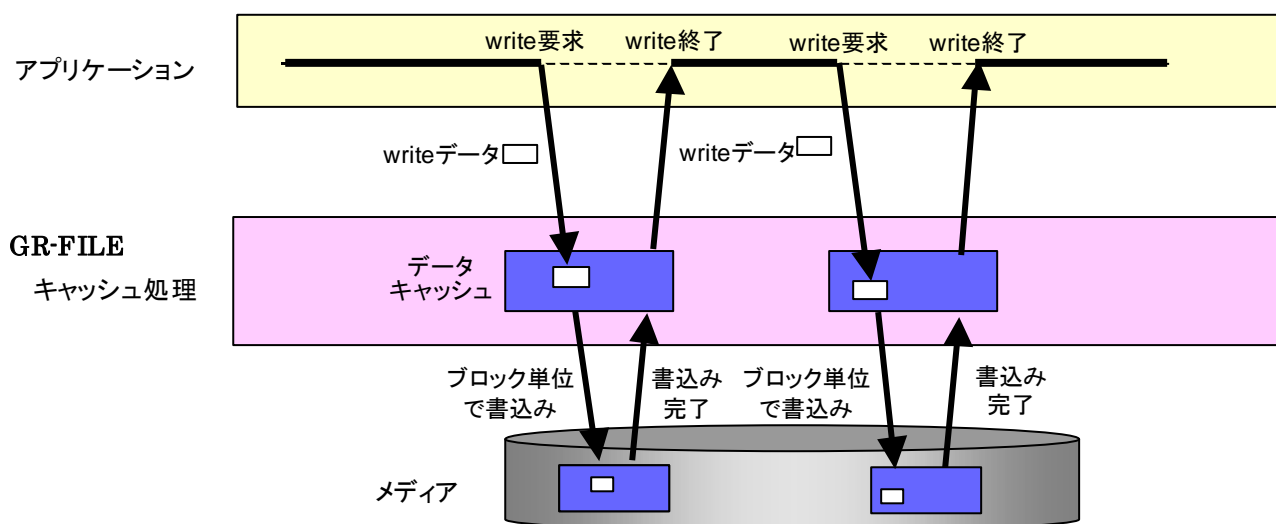 write要求
write終了
write要求
write終了
アプリケーション
writeデータ
writeデータ
GR-FILE
キャッシュ処理
データ
キャッシュ
ブロック単位
で書込み
書込み
完了
ブロック単位
で書込み
書込み
完了
メディア